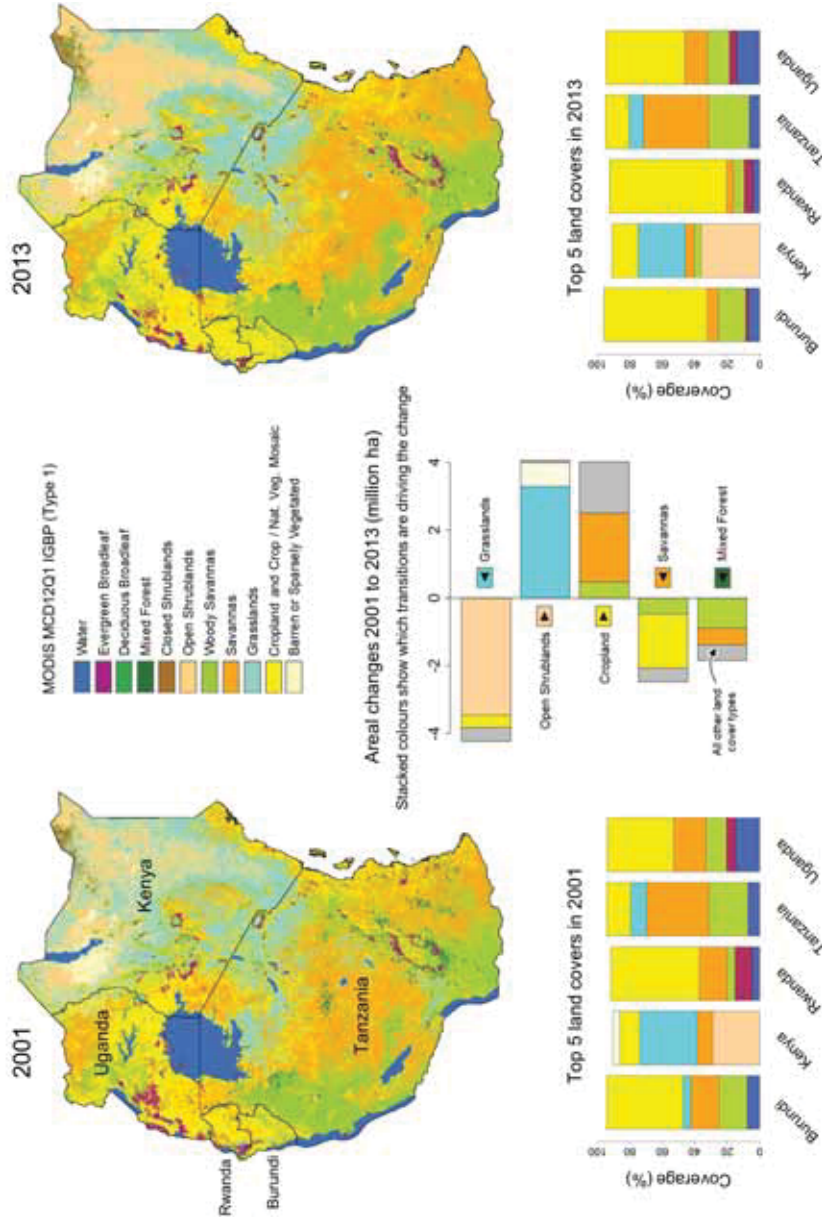 2001
Uganda
Kenya
Rwanda
Burundi
Tanzania
MODIS MCD12Q1 IGBP (Type 1)
Water
Evergreen Broadleaf
Deciduous Broadleaf
Mixed Forest
Closed Shrublands
Open Shrublands
Woody Savannas
Savannas
Grasslands
Cropland and Crop / Nat. Veg. Mosaic
Barren or Sparsely Vegetated
2013
Areal changes 2001 to 2013 (million ha)
Stacked colours show which transitions are driving the change
-4 -2 0 2 4
Grasslands
Open Shrublands
Cropland
Savannas
Mixed Forest
All other land
cover types
Top 5 land covers in 2001
Coverage (%)
0 20 40 60 80 100
Burundi Kenya Rwanda Tanzania Uganda
Top 5 land covers in 2013
Coverage (%)
0 20 40 60 80 100
Burundi Kenya Rwanda Tanzania Uganda